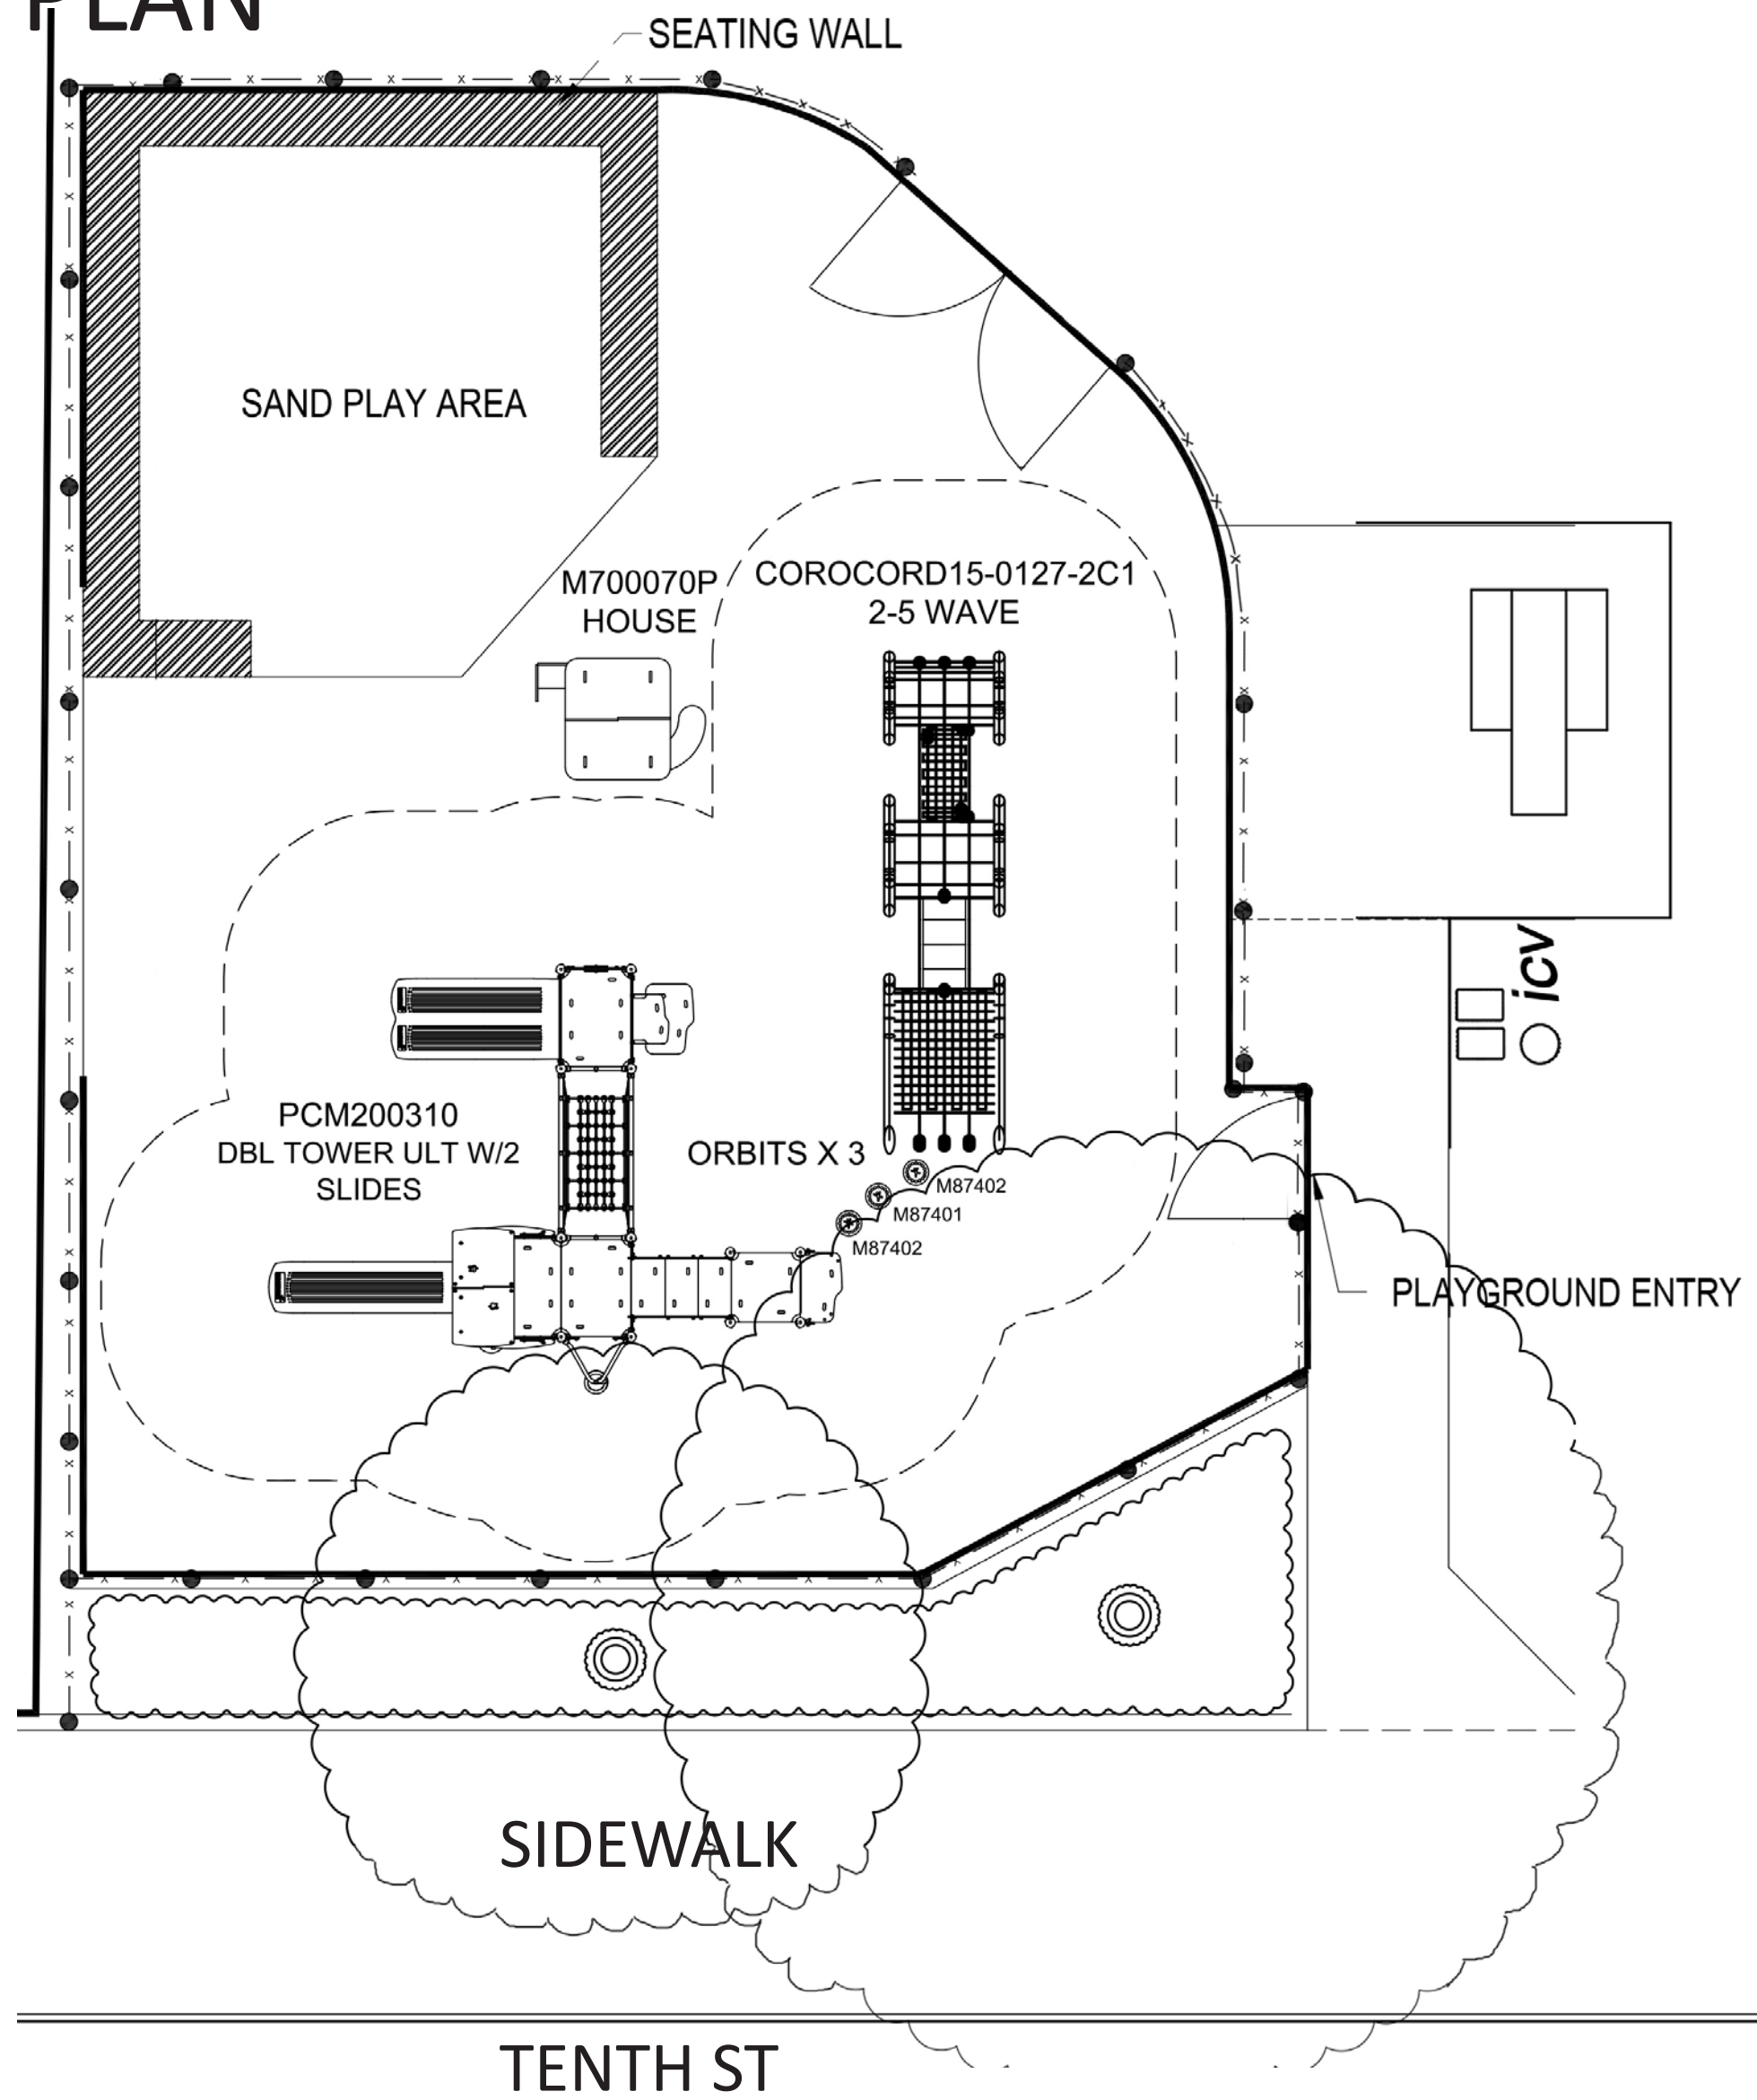 PLAN
SEATING WALL
SAND PLAY AREA
M700070P
HOUSE
COROCORD15-0127-2C1
2-5 WAVE
icv
PCM200310
DBL TOWER ULT W/2
SLIDES
ORBITS X 3
M87402
M87401
M87402
PLAYGROUND ENTRY
SIDEWALK
TENTH ST